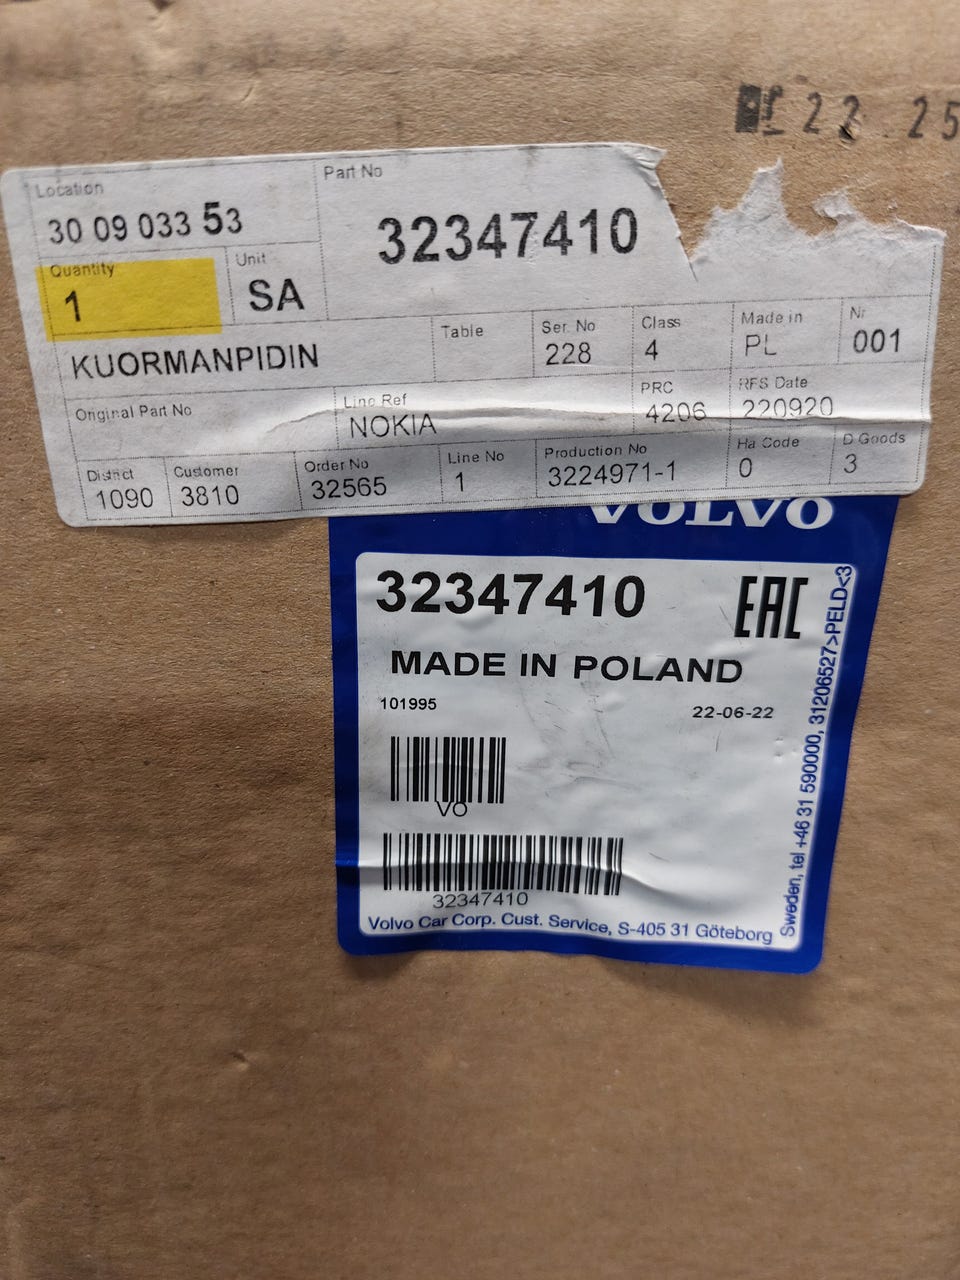 22 25
Location
30 09 033 53
Part No
32347410
Quantity
1
Unit
SA
KUORMANPIDIN
Table
Ser. No
228
Class
4
Made in
PL
Nr
001
Original Part No
Line Ref
NOKIA
PRC
4206
RFS Date
220920
District
1090
Customer
3810
Order No
32565
Line No
1
Production No
3224971-1
Ha Code
0
D Goods
3
VOLVO
32347410
EAC
MADE IN POLAND
101995
22-06-22
VO
32347410
Volvo Car Corp. Cust. Service, S-405 31 Göteborg
Sweden, tel +46 31 590000, 31206527>PELD<3